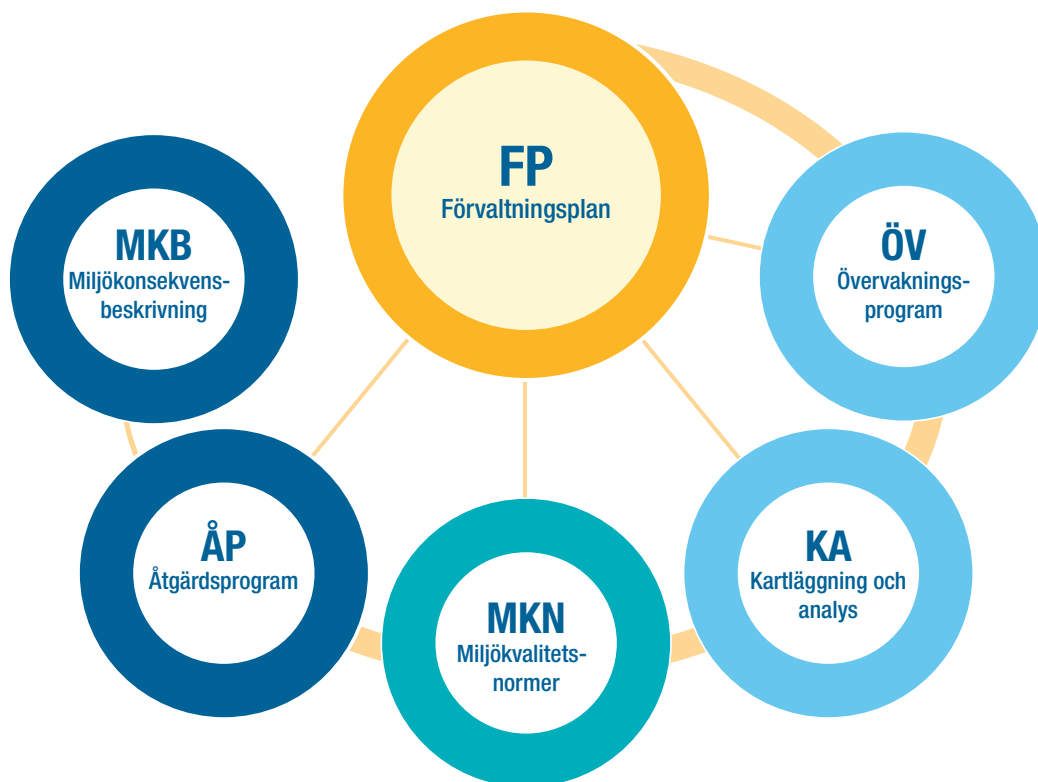 FP
Förvaltningsplan
MKB
Miljökonsekvens-
beskrivning
ÖV
Övervaknings-
program
ÅP
Åtgärdsprogram
MKN
Miljökvalitets-
normer
KA
Kartläggning och
analys